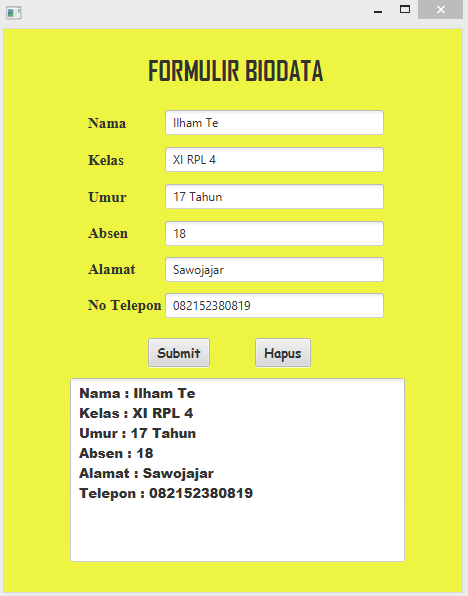 FORMULIR BIODATA
Nama Ilham Te
Kelas XI RPL 4
Umur 17 Tahun
Absen 18
Alamat Sawojajar
No Telepon 082152380819
Submit Hapus
Nama : Ilham Te
Kelas : XI RPL 4
Umur : 17 Tahun
Absen : 18
Alamat : Sawojajar
Telepon : 082152380819